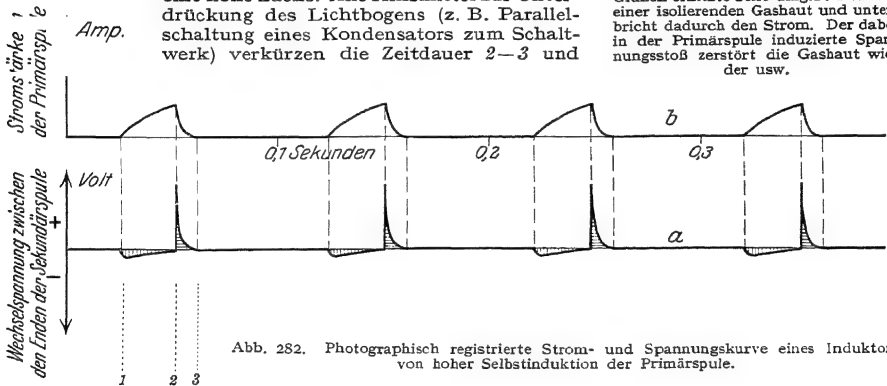 drückung des Lichtbogens (z. B. Parallel-
schaltung eines Kondensators zum Schalt-
werk) verkürzen die Zeitdauer 2—3 und
einer isolierenden Gashaut und unter
bricht dadurch den Strom. Der dab
in der Primärspule induzierte Span
nungsstoß zerstört die Gashaut wie
der usw.
Amp.
Stromstärke
der Primärspule
b
0,1 Sekunden
0,2
0,3
Volt
Wechselspannung zwischen
den Enden der Sekundärspule
+
−
a
1 2 3
Abb. 282. Photographisch registrierte Strom- und Spannungskurve eines Indukto
von hoher Selbstinduktion der Primärspule.